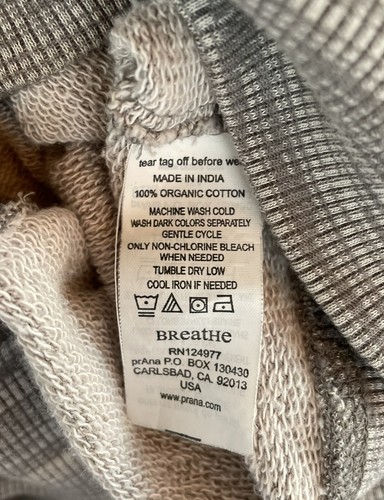 tear tag off before
MADE IN INDIA
100% ORGANIC COTTON
MACHINE WASH COLD
WASH DARK COLORS SEPARATELY
GENTLE CYCLE
ONLY NON-CHLORINE BLEACH
WHEN NEEDED
TUMBLE DRY LOW
COOL IRON IF NEEDED
BReatHe
RN124977
prAna P.O. BOX 130430
CARLSBAD, CA. 92013
USA
www.prana.com